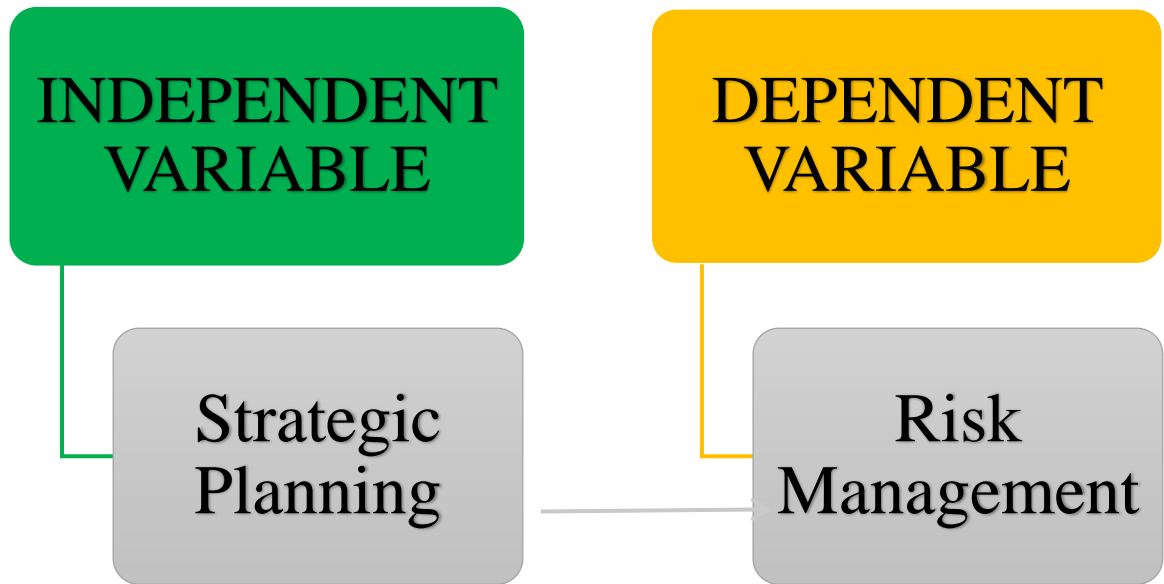 INDEPENDENT
VARIABLE
DEPENDENT
VARIABLE
Strategic
Planning
Risk
Management